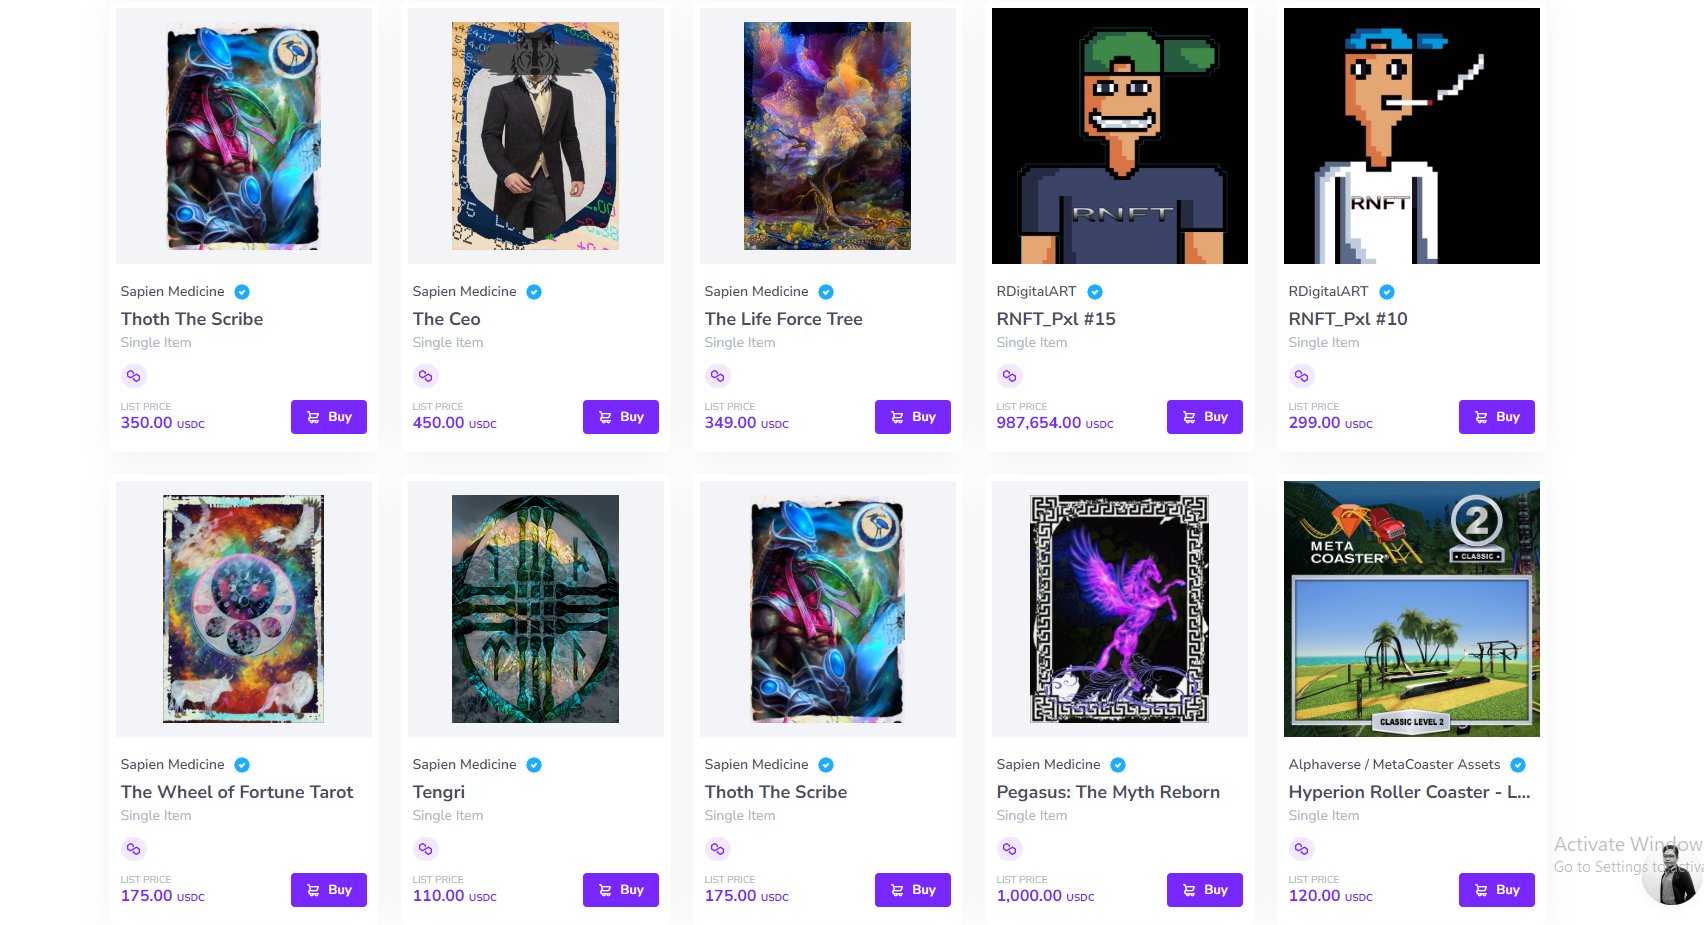 RNFT
RNFT
Sapien Medicine
Thoth The Scribe
Single Item
LIST PRICE
350.00 USDC
Buy
Sapien Medicine
The Ceo
Single Item
LIST PRICE
450.00 USDC
Buy
Sapien Medicine
The Life Force Tree
Single Item
LIST PRICE
349.00 USDC
Buy
RDigitalART
RNFT_Pxl #15
Single Item
LIST PRICE
987,654.00 USDC
Buy
RDigitalART
RNFT_Pxl #10
Single Item
LIST PRICE
299.00 USDC
Buy
META
COASTER®
2
CLASSIC
CLASSIC LEVEL 2
Sapien Medicine
The Wheel of Fortune Tarot
Single Item
LIST PRICE
175.00 USDC
Buy
Sapien Medicine
Tengri
Single Item
LIST PRICE
110.00 USDC
Buy
Sapien Medicine
Thoth The Scribe
Single Item
LIST PRICE
175.00 USDC
Buy
Sapien Medicine
Pegasus: The Myth Reborn
Single Item
LIST PRICE
1,000.00 USDC
Buy
Alphaverse / MetaCoaster Assets
Hyperion Roller Coaster - L...
Single Item
LIST PRICE
120.00 USDC
Buy
Activate Window
Go to Settings to activa